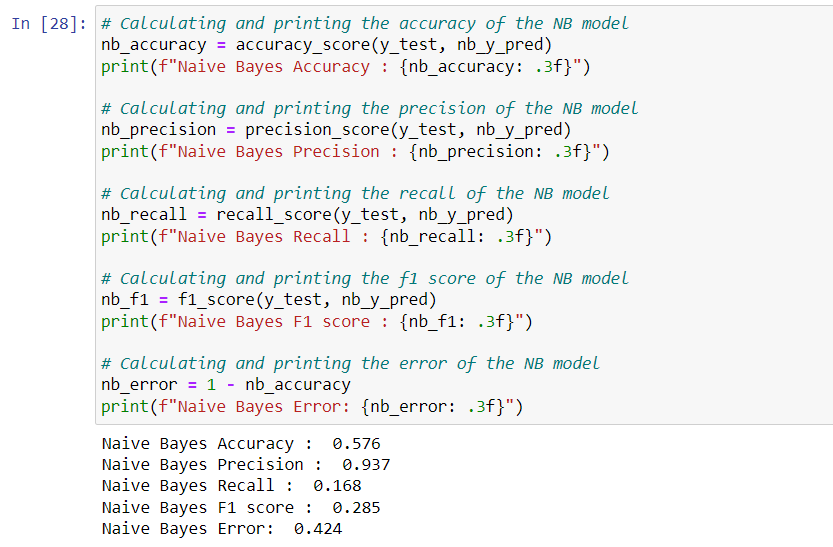 In [28]: # Calculating and printing the accuracy of the NB model
nb_accuracy = accuracy_score(y_test, nb_y_pred)
print(f"Naive Bayes Accuracy : {nb_accuracy: .3f}")
# Calculating and printing the precision of the NB model
nb_precision = precision_score(y_test, nb_y_pred)
print(f"Naive Bayes Precision : {nb_precision: .3f}")
# Calculating and printing the recall of the NB model
nb_recall = recall_score(y_test, nb_y_pred)
print(f"Naive Bayes Recall : {nb_recall: .3f}")
# Calculating and printing the f1 score of the NB model
nb_f1 = f1_score(y_test, nb_y_pred)
print(f"Naive Bayes F1 score : {nb_f1: .3f}")
# Calculating and printing the error of the NB model
nb_error = 1 - nb_accuracy
print(f"Naive Bayes Error: {nb_error: .3f}")
Naive Bayes Accuracy :  0.576
Naive Bayes Precision :  0.937
Naive Bayes Recall :  0.168
Naive Bayes F1 score :  0.285
Naive Bayes Error:  0.424